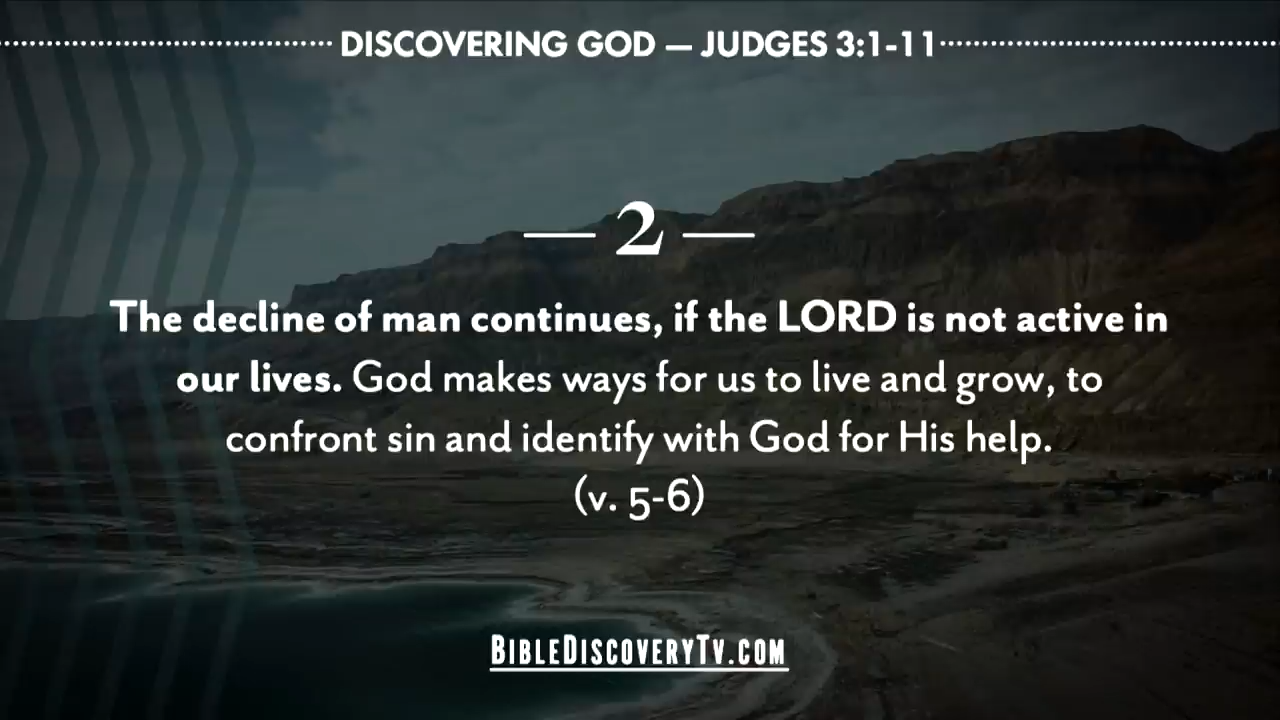 DISCOVERING GOD — JUDGES 3:1-11
— 2 —
The decline of man continues, if the LORD is not active in
our lives. God makes ways for us to live and grow, to
confront sin and identify with God for His help.
(v. 5-6)
BIBLEDISCOVERYTV.COM